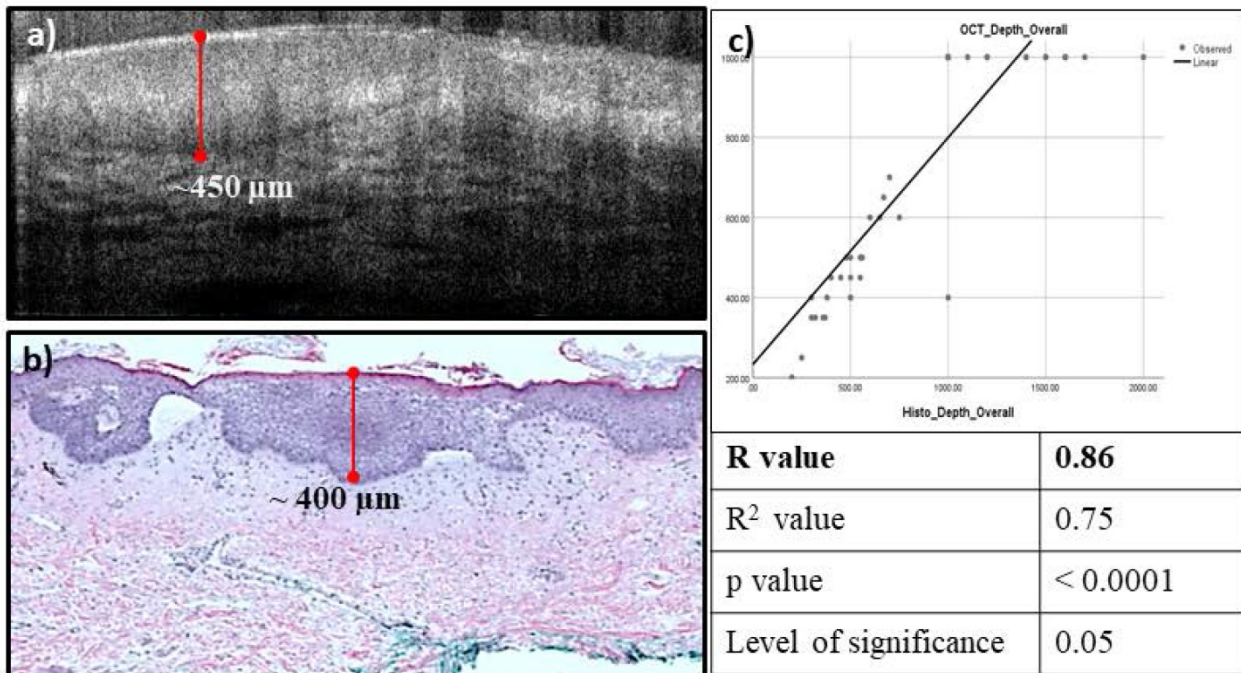 a)
~450 µm
b)
~ 400 µm
c)
OCT_Depth_Overall
Observed
Linear
1000.00
800.00
600.00
400.00
200.00
.00 500.00 1000.00 1500.00 2000.00
Histo_Depth_Overall
R value 0.86
R² value 0.75
p value < 0.0001
Level of significance 0.05